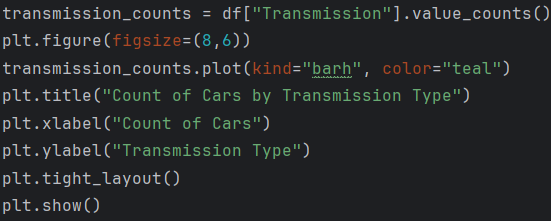 transmission_counts = df["Transmission"].value_counts()
plt.figure(figsize=(8,6))
transmission_counts.plot(kind="barh", color="teal")
plt.title("Count of Cars by Transmission Type")
plt.xlabel("Count of Cars")
plt.ylabel("Transmission Type")
plt.tight_layout()
plt.show()